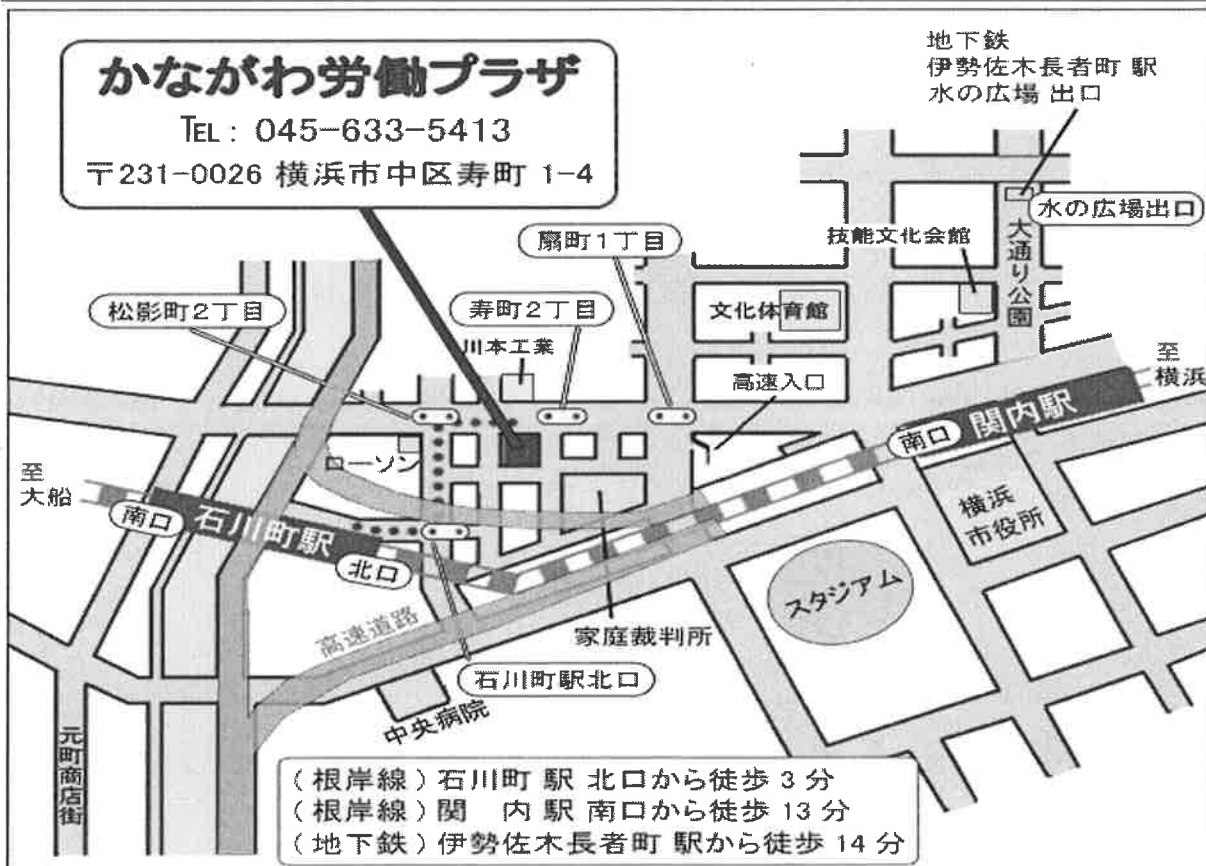 かながわ労働プラザ
TEL: 045-633-5413
〒231-0026 横浜市中区寿町 1-4
地下鉄
伊勢佐木長者町 駅
水の広場 出口
水の広場出口
技能文化会館
大通り公園
扇町1丁目
文化体育館
松影町2丁目
寿町2丁目
川本工業
高速入口
至
横浜
関内駅
南口
ローソン
至
大船
南口
石川町駅
北口
横浜
市役所
スタジアム
高速道路
家庭裁判所
石川町駅北口
中央病院
元町商店街
(根岸線) 石川町 駅 北口から徒歩 3 分
(根岸線) 関 内 駅 南口から徒歩 13 分
(地下鉄) 伊勢佐木長者町 駅から徒歩 14 分